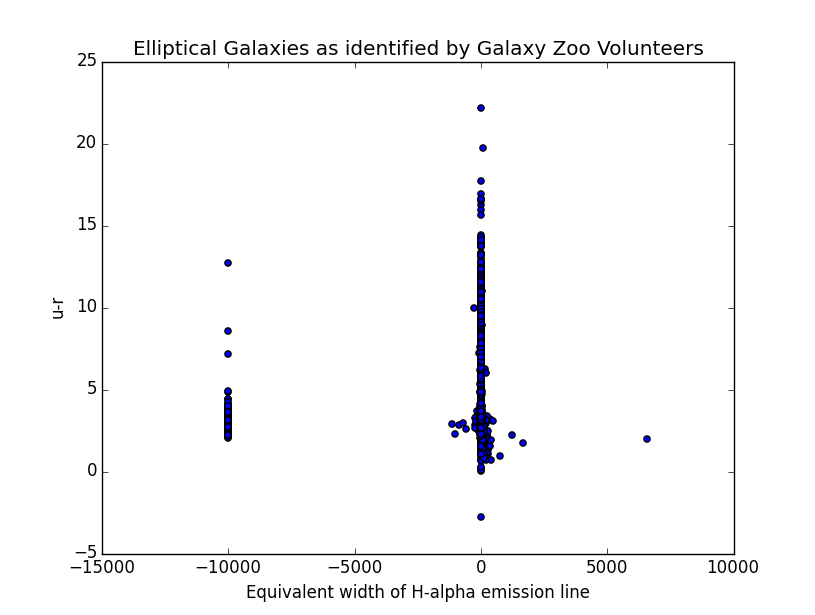 Elliptical Galaxies as identified by Galaxy Zoo Volunteers
25
20
15
10
5
0
−5
u-r
−15000 −10000 −5000 0 5000 10000
Equivalent width of H-alpha emission line